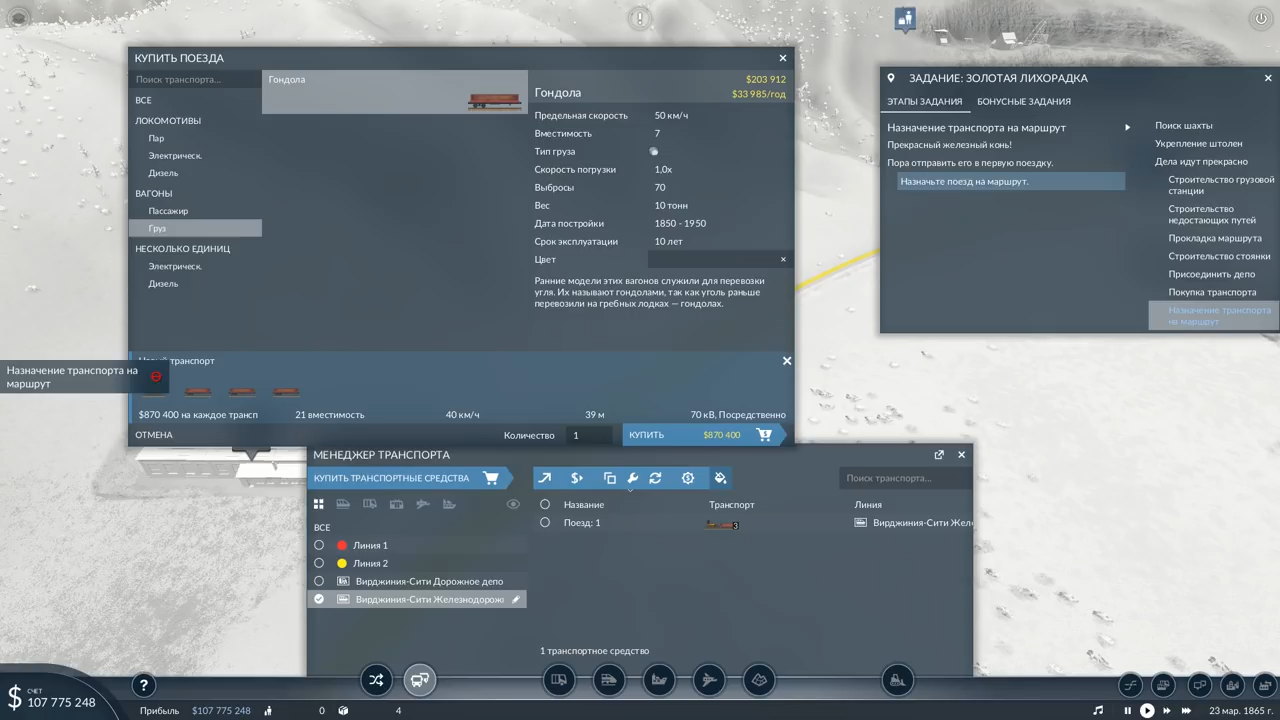 КУПИТЬ ПОЕЗДА
Поиск транспорта...
ВСЕ
ЛОКОМОТИВЫ
Пар
Электрическ.
Дизель
ВАГОНЫ
Пассажир
Груз
НЕСКОЛЬКО ЕДИНИЦ
Электрическ.
Дизель
Гондола
$203 912
Гондола
$33 985/год
Предельная скорость 50 км/ч
Вместимость 7
Тип груза
Скорость погрузки 1,0x
Выбросы 70
Вес 10 тонн
Дата постройки 1850 - 1950
Срок эксплуатации 10 лет
Цвет
Ранние модели этих вагонов служили для перевозки
угля. Их называют гондолами, так как уголь раньше
перевозили на гребных лодках — гондолах.
транспорт
Назначение транспорта на
маршрут
$870 400 на каждое трансп 21 вместимость 40 км/ч 39 м 70 кВ, Посредственно
ОТМЕНА Количество 1 КУПИТЬ $870 400
ЗАДАНИЕ: ЗОЛОТАЯ ЛИХОРАДКА
ЭТАПЫ ЗАДАНИЯ БОНУСНЫЕ ЗАДАНИЯ
Назначение транспорта на маршрут
Прекрасный железный конь!
Пора отправить его в первую поездку.
Назначьте поезд на маршрут.
Поиск шахты
Укрепление штолен
Дела идут прекрасно
Строительство грузовой
станции
Строительство
недостающих путей
Прокладка маршрута
Строительство стоянки
Присоединить депо
Покупка транспорта
Назначение транспорта
на маршрут
МЕНЕДЖЕР ТРАНСПОРТА
КУПИТЬ ТРАНСПОРТНЫЕ СРЕДСТВА
Поиск транспорта...
ВСЕ
Линия 1
Линия 2
Вирджиния-Сити Дорожное депо
Вирджиния-Сити Железнодорож
Название Транспорт Линия
Поезд: 1 3 Вирджиния-Сити Желе
1 транспортное средство
?
$ СЧЕТ
107 775 248
Прибыль $107 775 248 0 4
23 мар. 1865 г.